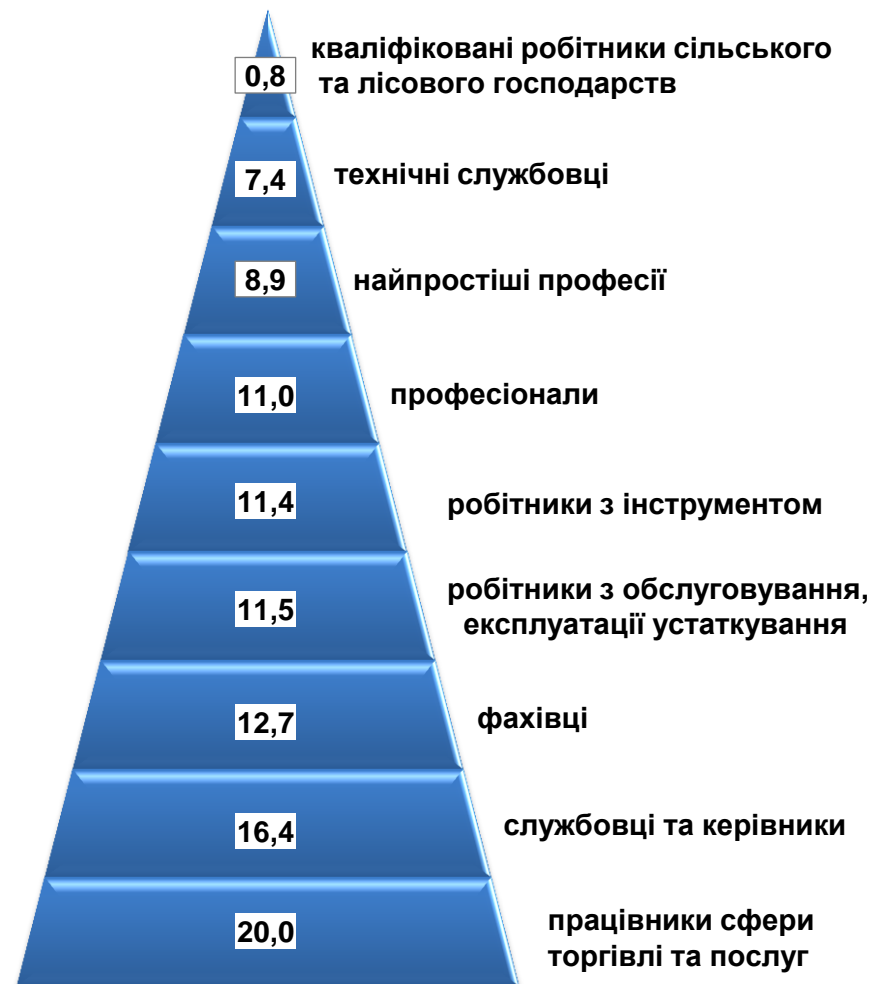 кваліфіковані робітники сільського
0,8
та лісового господарств
7,4
технічні службовці
8,9
найпростіші професії
11,0
професіонали
11,4
робітники з інструментом
робітники з обслуговування,
11,5
експлуатації устаткування
12,7
фахівці
16,4
службовці та керівники
20,0
працівники сфери
торгівлі та послуг